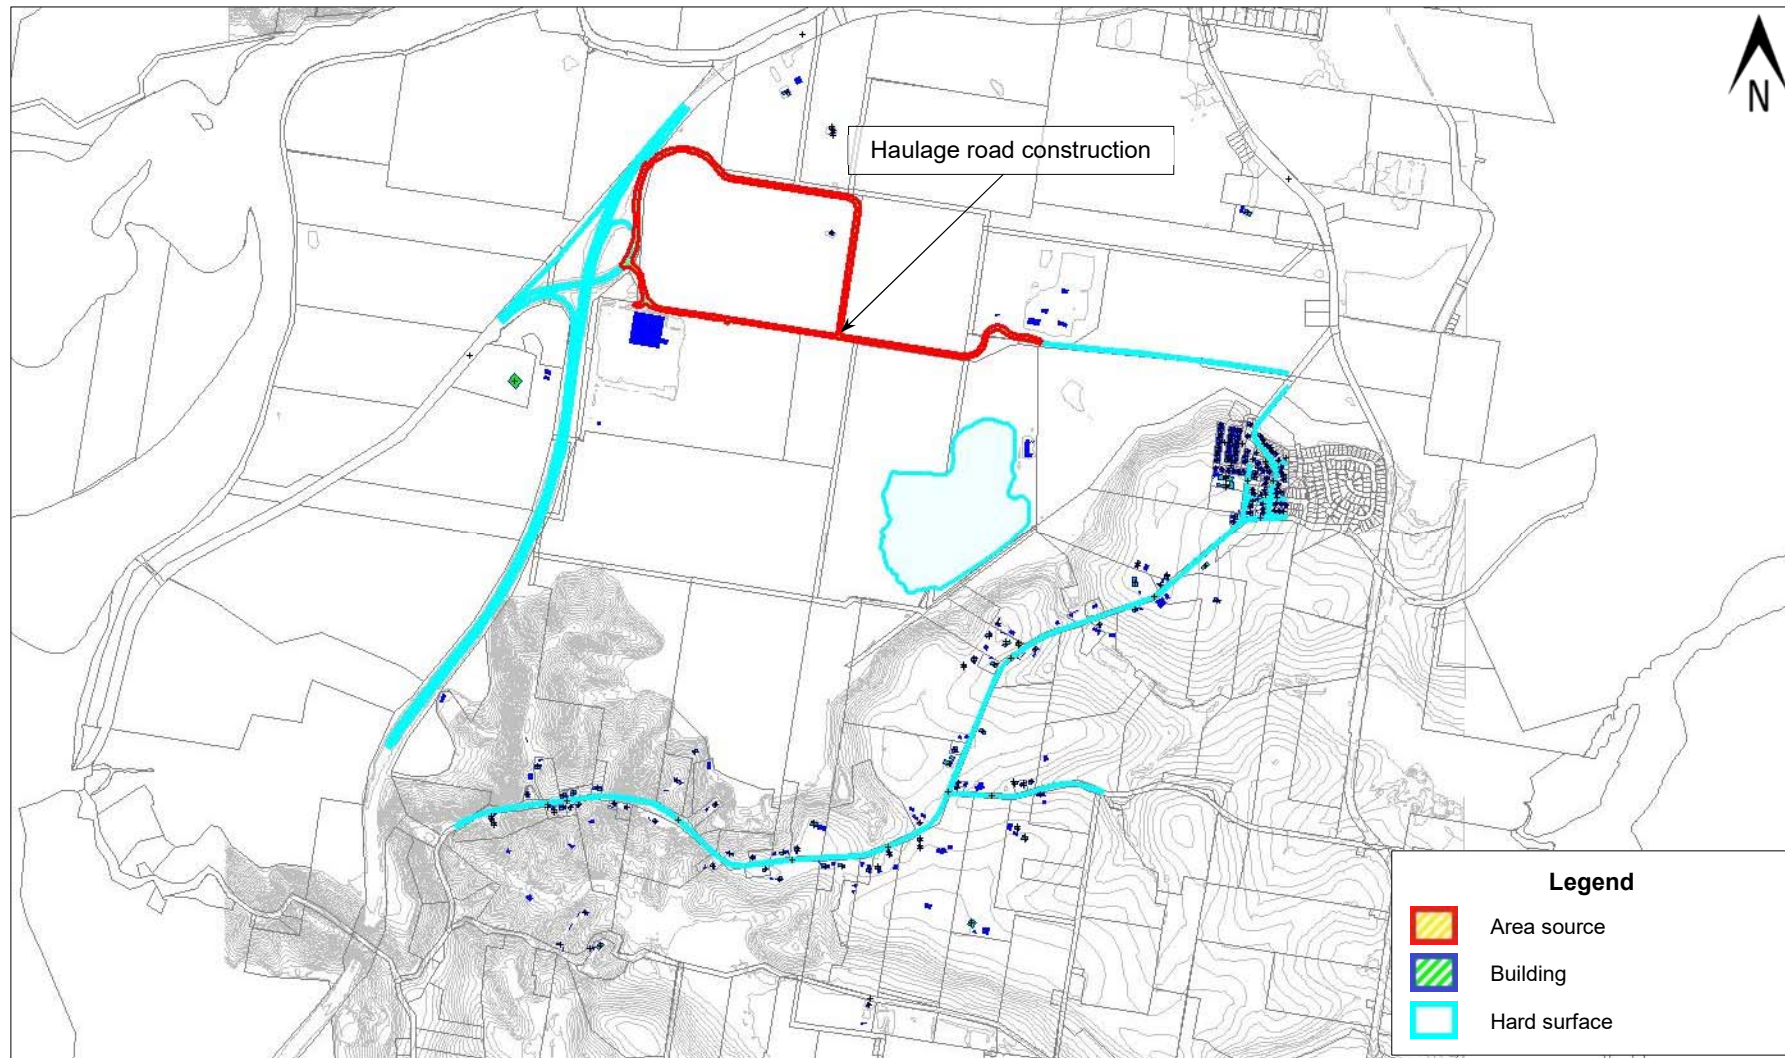 N
Haulage road construction
Legend
Area source
Building
Hard surface